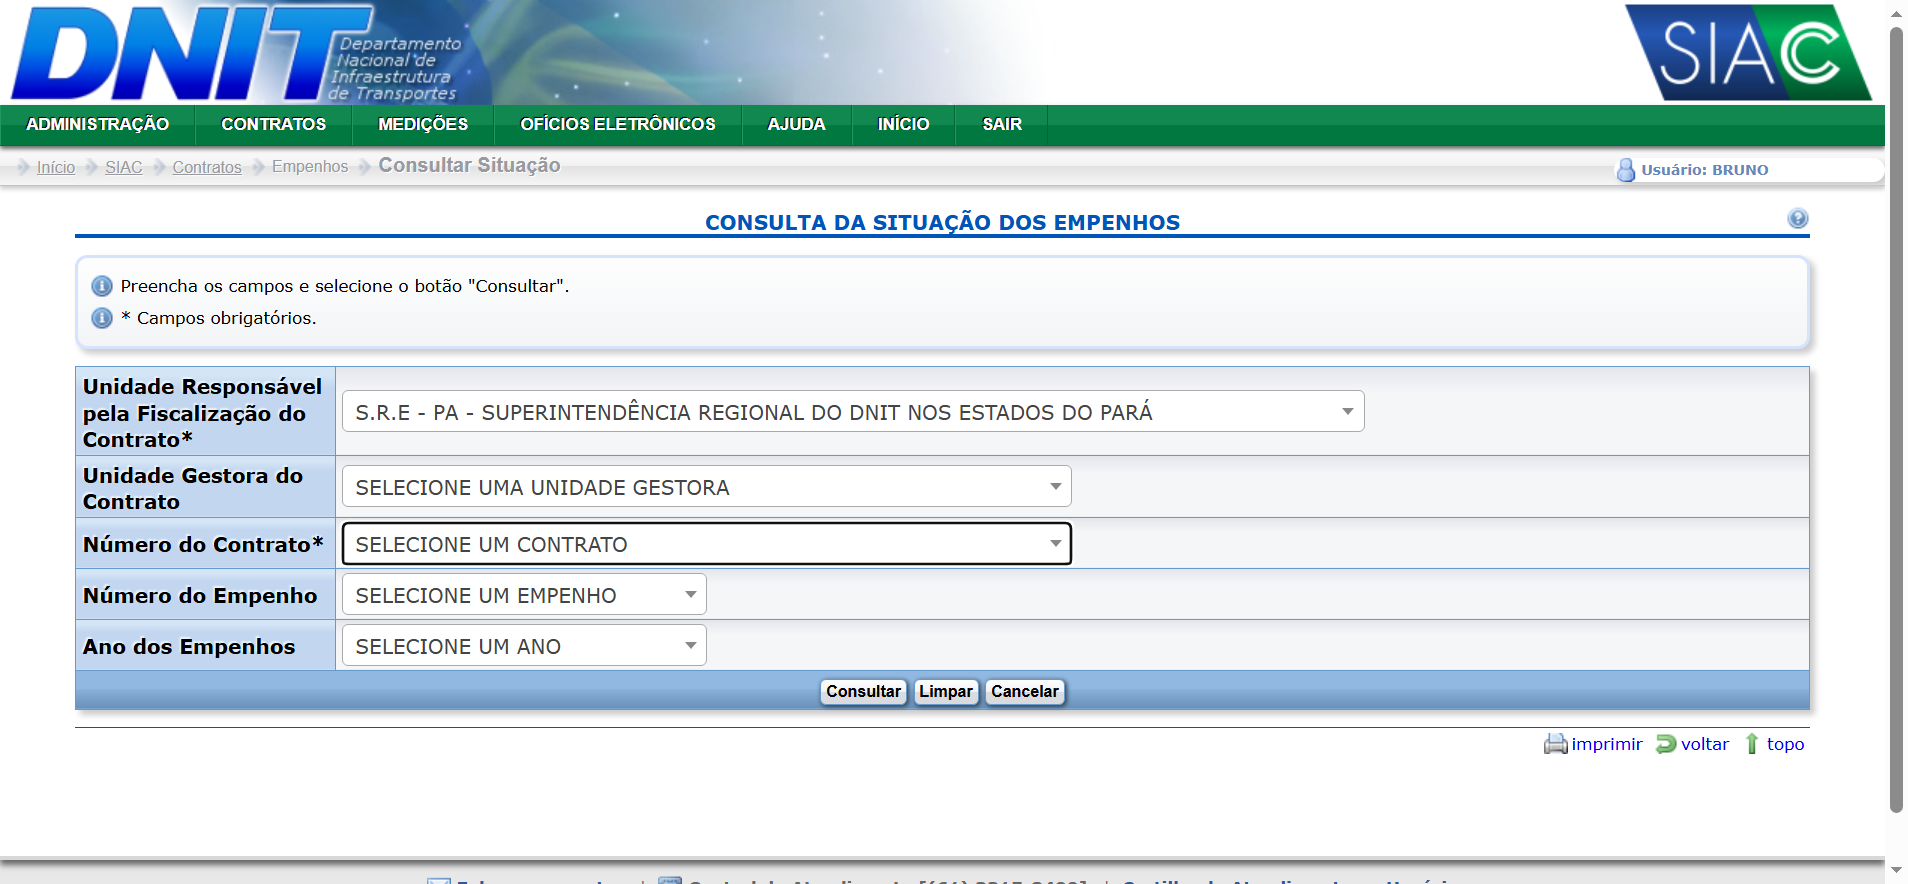 DNIT
Departamento
Nacional de
Infraestrutura
de Transportes
SIAC
ADMINISTRAÇÃO CONTRATOS MEDIÇÕES OFÍCIOS ELETRÔNICOS AJUDA INÍCIO SAIR
Início SIAC Contratos Empenhos Consultar Situação
Usuário: BRUNO
CONSULTA DA SITUAÇÃO DOS EMPENHOS
Preencha os campos e selecione o botão "Consultar".
* Campos obrigatórios.
Unidade Responsável
pela Fiscalização do
Contrato*
S.R.E - PA - SUPERINTENDÊNCIA REGIONAL DO DNIT NOS ESTADOS DO PARÁ
Unidade Gestora do
Contrato
SELECIONE UMA UNIDADE GESTORA
Número do Contrato*
SELECIONE UM CONTRATO
Número do Empenho
SELECIONE UM EMPENHO
Ano dos Empenhos
SELECIONE UM ANO
Consultar Limpar Cancelar
imprimir voltar topo